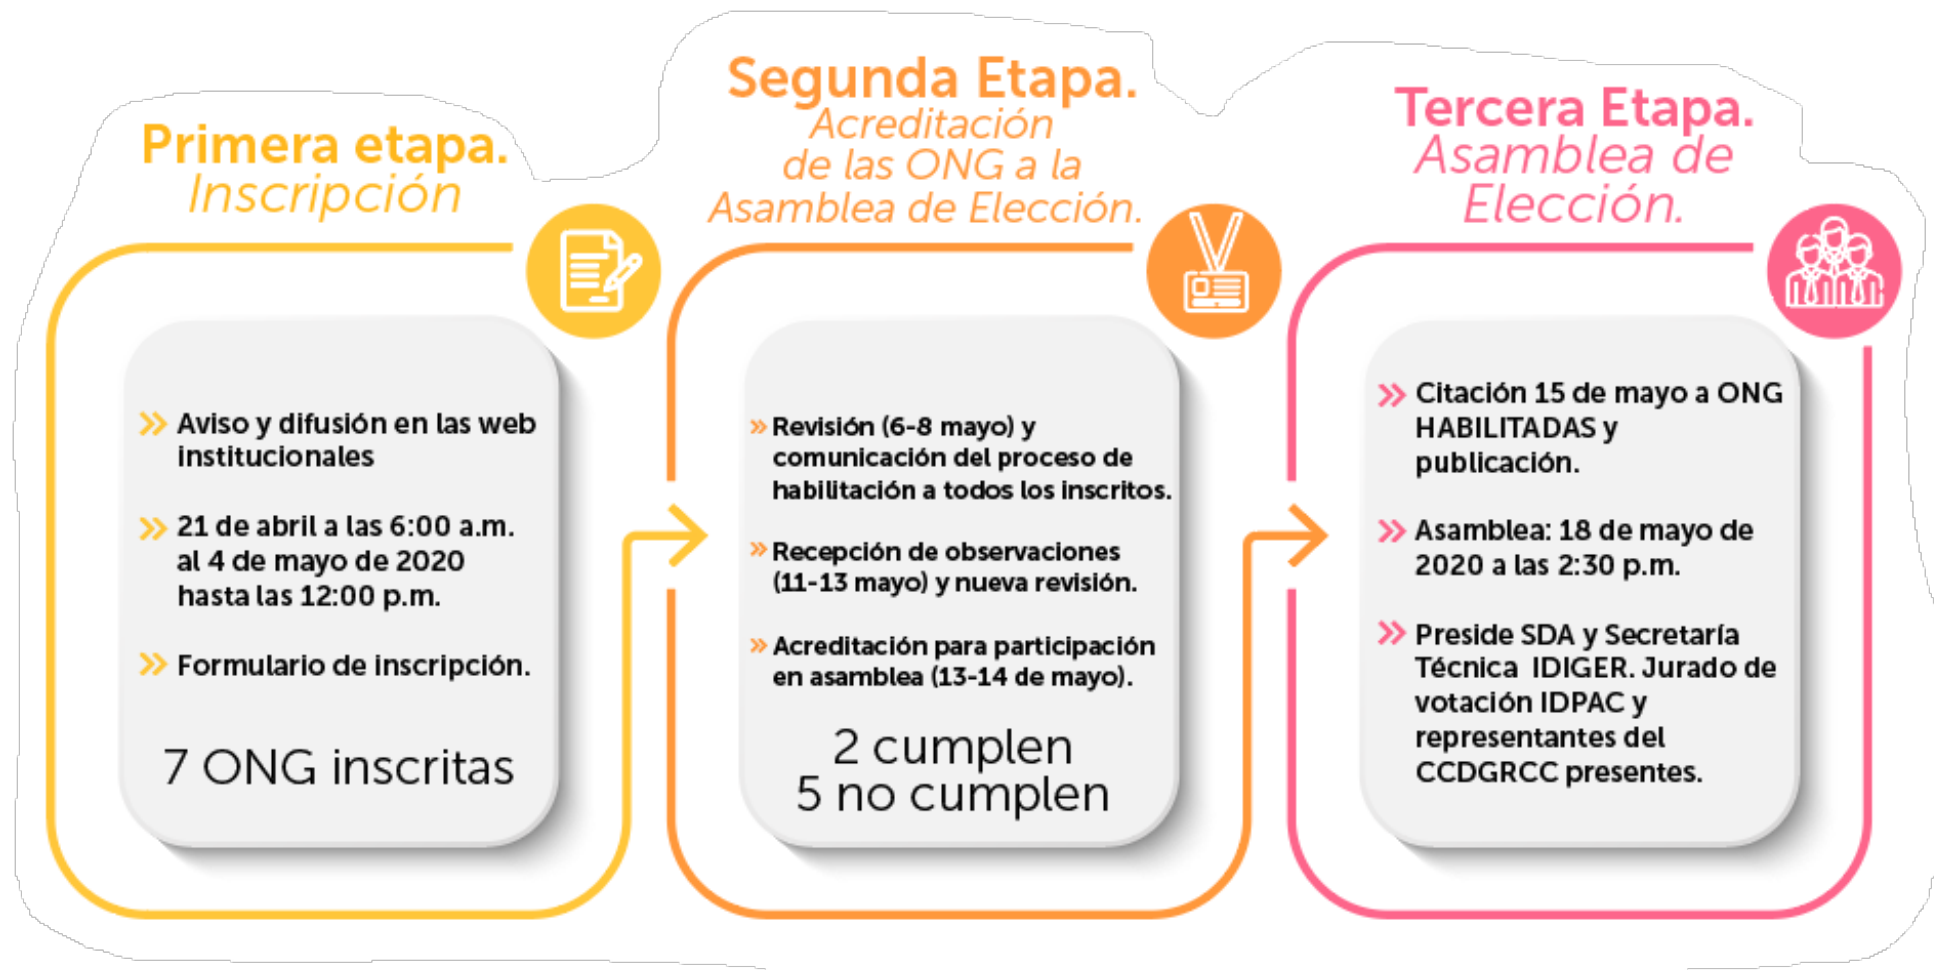 Primera etapa.
Inscripción
Aviso y difusión en las web
institucionales
21 de abril a las 6:00 a.m.
al 4 de mayo de 2020
hasta las 12:00 p.m.
Formulario de inscripción.
7 ONG inscritas
Segunda Etapa.
Acreditación
de las ONG a la
Asamblea de Elección.
Revisión (6-8 mayo) y
comunicación del proceso de
habilitación a todos los inscritos.
Recepción de observaciones
(11-13 mayo) y nueva revisión.
Acreditación para participación
en asamblea (13-14 de mayo).
2 cumplen
5 no cumplen
Tercera Etapa.
Asamblea de
Elección.
Citación 15 de mayo a ONG
HABILITADAS y
publicación.
Asamblea: 18 de mayo de
2020 a las 2:30 p.m.
Preside SDA y Secretaría
Técnica IDIGER. Jurado de
votación IDPAC y
representantes del
CCDGRCC presentes.